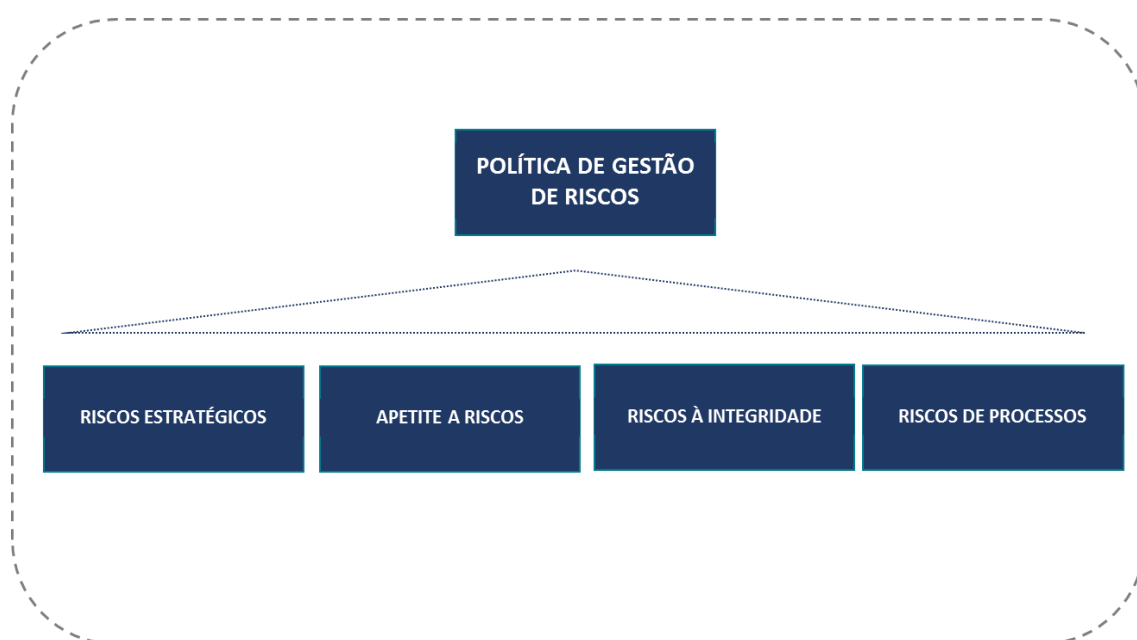 POLÍTICA DE GESTÃO
DE RISCOS
RISCOS ESTRATÉGICOS
APETITE A RISCOS
RISCOS À INTEGRIDADE
RISCOS DE PROCESSOS